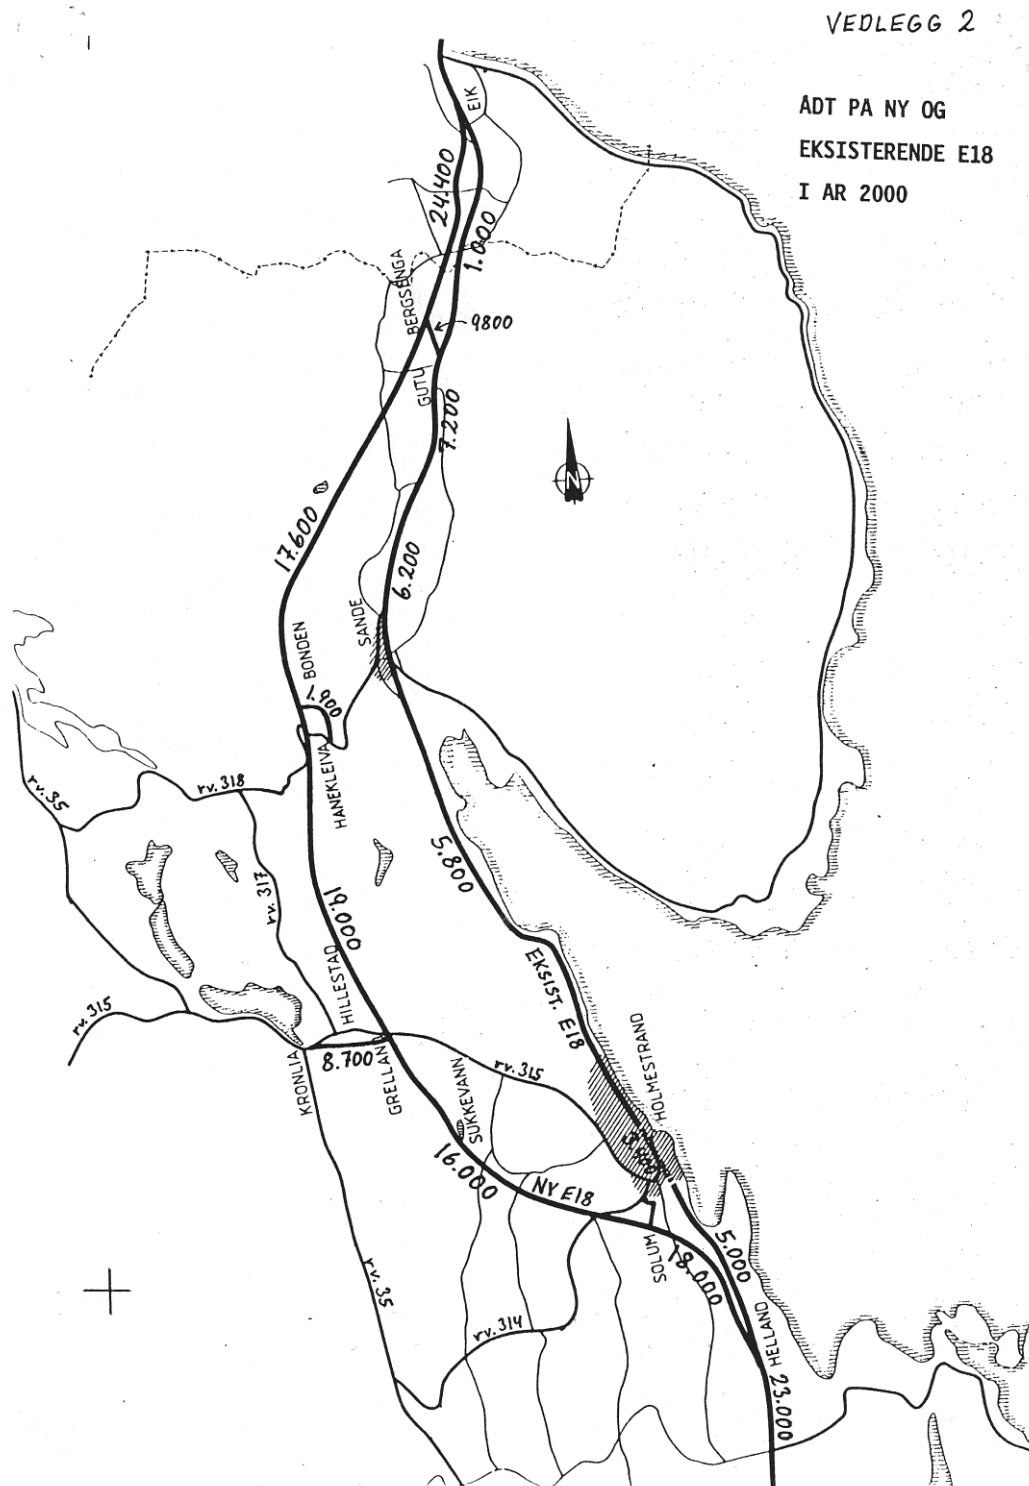 VEDLEGG 2
ÅDT PA NY OG
EKSISTERENDE E18
I AR 2000
EIK
24.400
1.000
BERGSENGA
9800
GUTU
7.200
17.600
6.200
SANDE
BONDEN
1.900
HANEKLEIVA
rv.35
rv.318
5.800
rv.317
19.000
HILLESTAD
EKSIST. E18
rv.315
KRONLIA
8.700
GRELLAND
SUKKEVANN
rv.315
HOLMESTRAND
16.000
NY E18
SOLUM
18.000
5.000
rv.35
rv.314
HELLAND
23.000
N